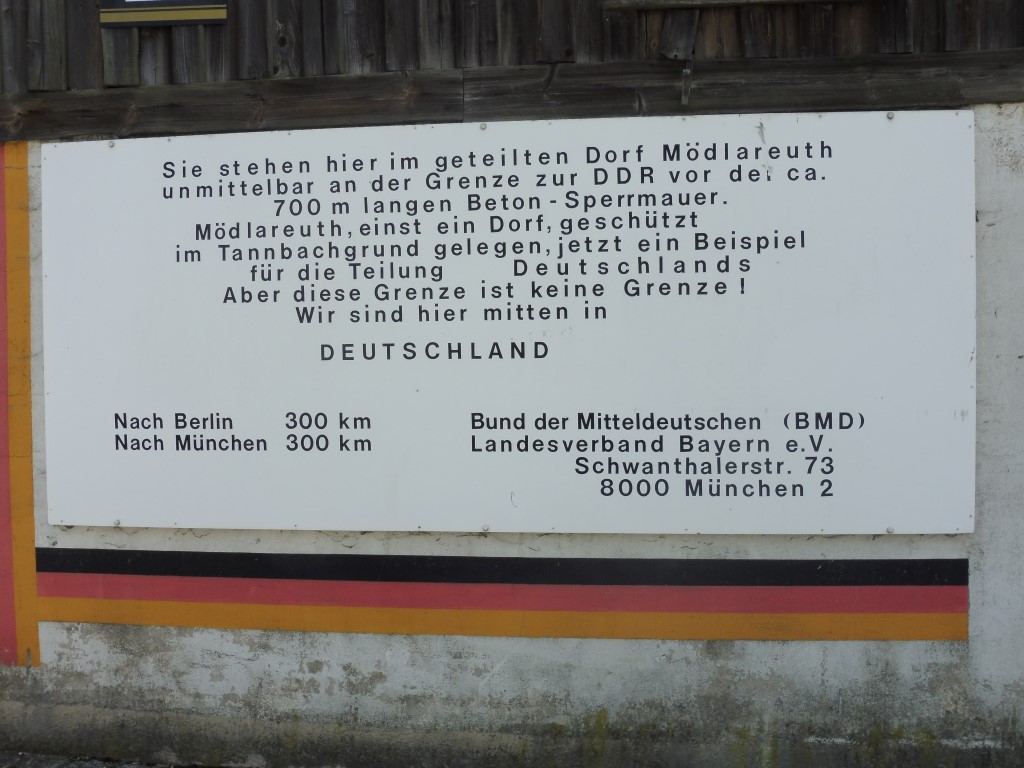 Sie stehen hier im geteilten Dorf Mödlareuth
unmittelbar an der Grenze zur DDR vor der ca.
700 m langen Beton - Sperrmauer.
Mödlareuth, einst ein Dorf, geschützt
im Tannbachgrund gelegen, jetzt ein Beispiel
für die Teilung Deutschlands
Aber diese Grenze ist keine Grenze!
Wir sind hier mitten in
DEUTSCHLAND
Nach Berlin 300 km
Nach München 300 km
Bund der Mitteldeutschen (BMD)
Landesverband Bayern e.V.
Schwanthalerstr. 73
8000 München 2